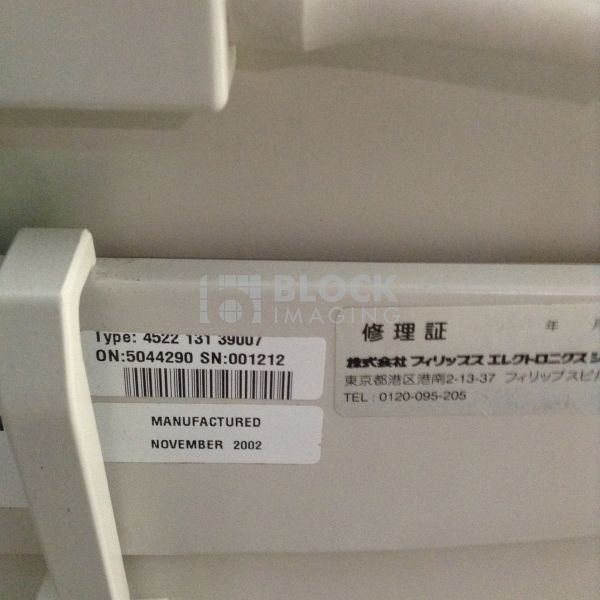 BLOCK
IMAGING
Type: 4522 131 39007
ON:5044290 SN:001212
MANUFACTURED
NOVEMBER 2002
修理証 年 月
株式会社 フィリップス エレクトロニクス
東京都港区港南2-13-37 フィリップスビル
TEL : 0120-095-205